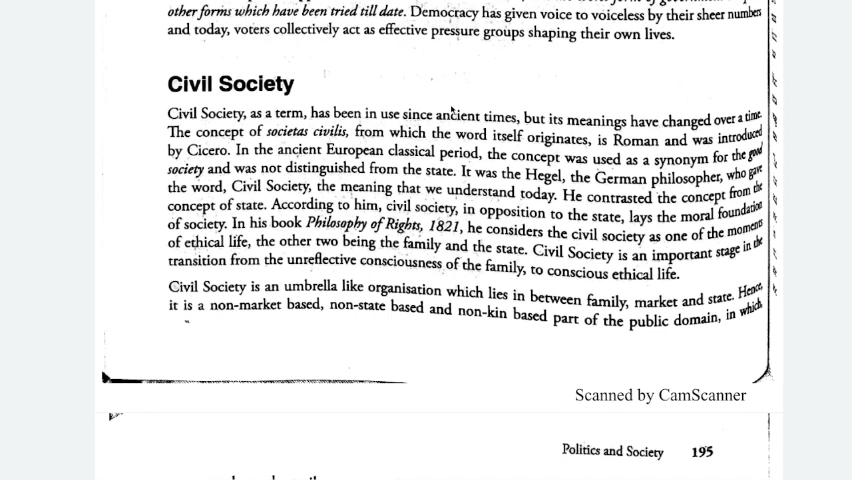 other forms which have been tried till date. Democracy has given voice to voiceless by their sheer numbers
and today, voters collectively act as effective pressure groups shaping their own lives.
Civil Society
Civil Society, as a term, has been in use since ancient times, but its meanings have changed over a time.
The concept of societas civilis, from which the word itself originates, is Roman and was introduced
by Cicero. In the ancient European classical period, the concept was used as a synonym for the good
society and was not distinguished from the state. It was the Hegel, the German philosopher, who gave
the word, Civil Society, the meaning that we understand today. He contrasted the concept from the
concept of state. According to him, civil society, in opposition to the state, lays the moral foundation
of society. In his book Philosophy of Rights, 1821, he considers the civil society as one of the moments
of ethical life, the other two being the family and the state. Civil Society is an important stage in the
transition from the unreflective consciousness of the family, to conscious ethical life.
Civil Society is an umbrella like organisation which lies in between family, market and state. Hence,
it is a non-market based, non-state based and non-kin based part of the public domain, in which
Scanned by CamScanner
Politics and Society 195